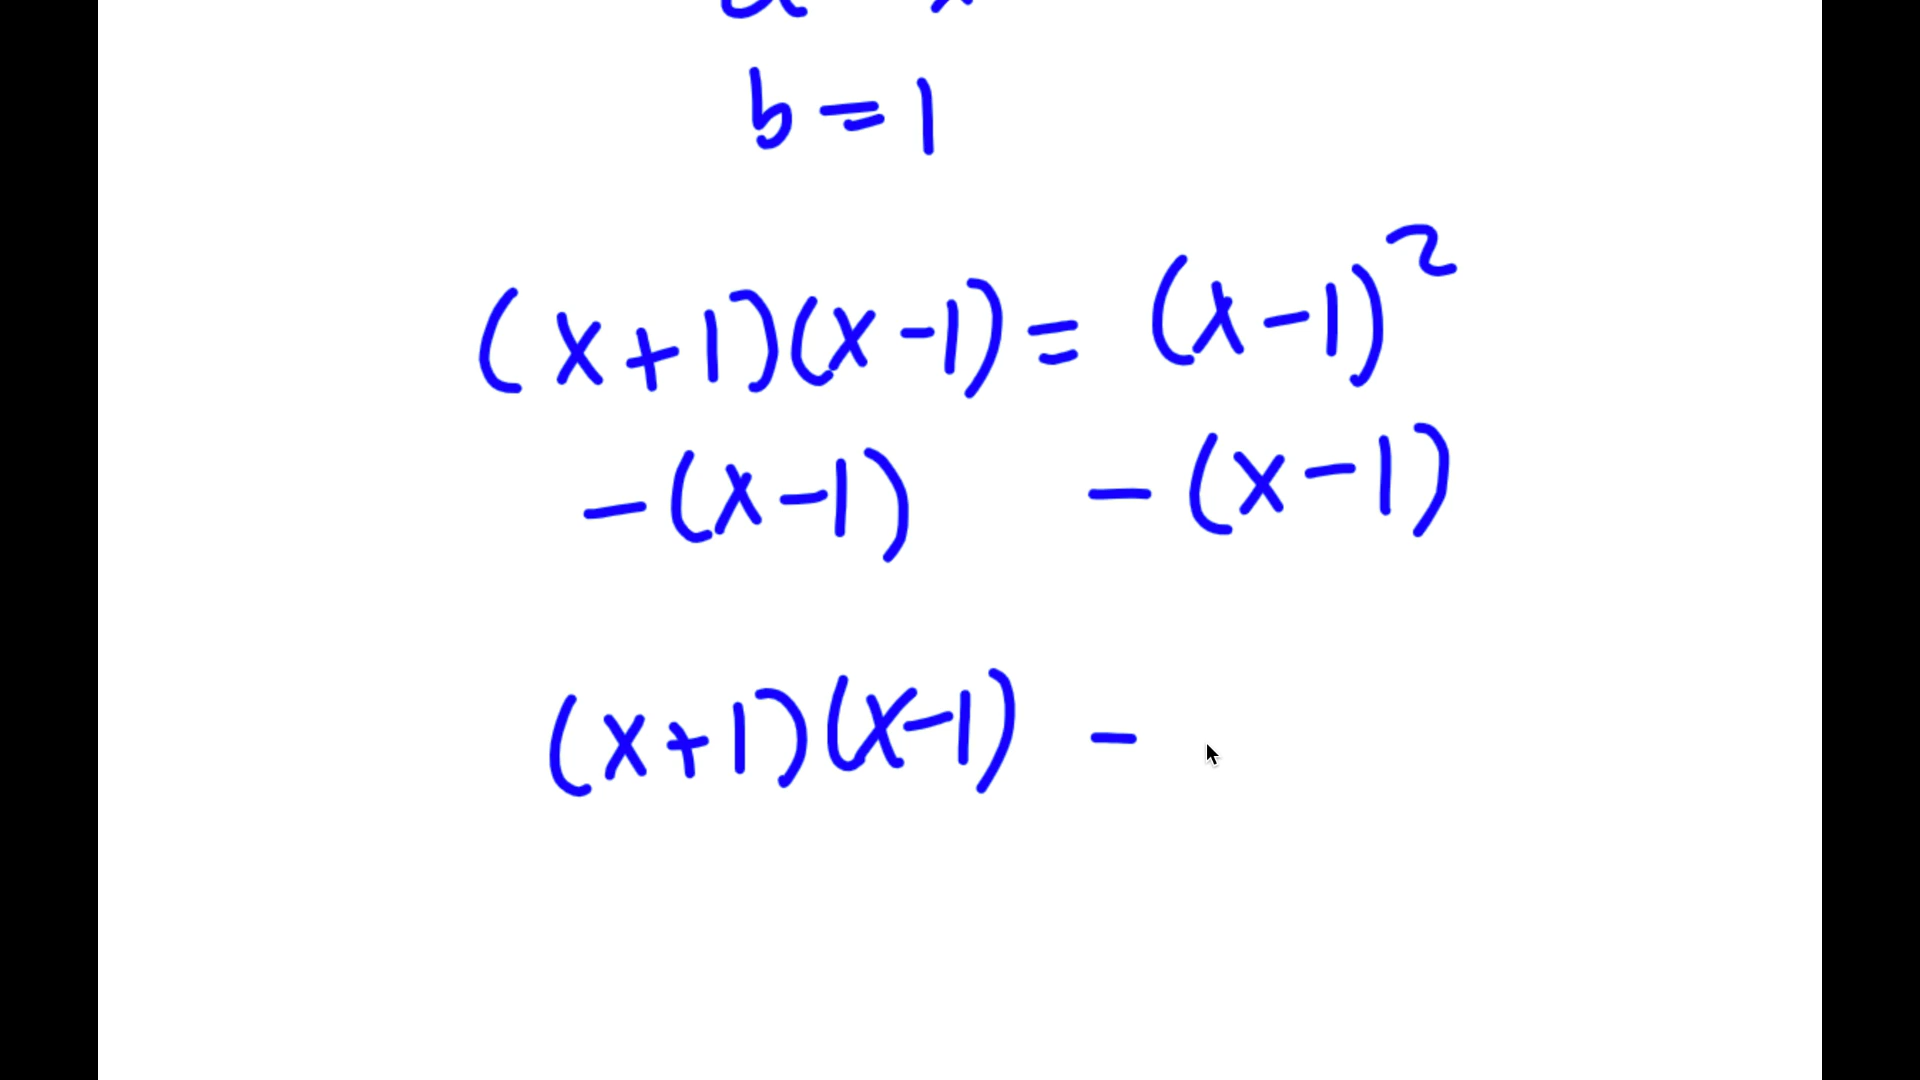 b = 1
(x+1)(x-1) = (x-1)²
-(x-1) -(x-1)
(x+1)(x-1) -